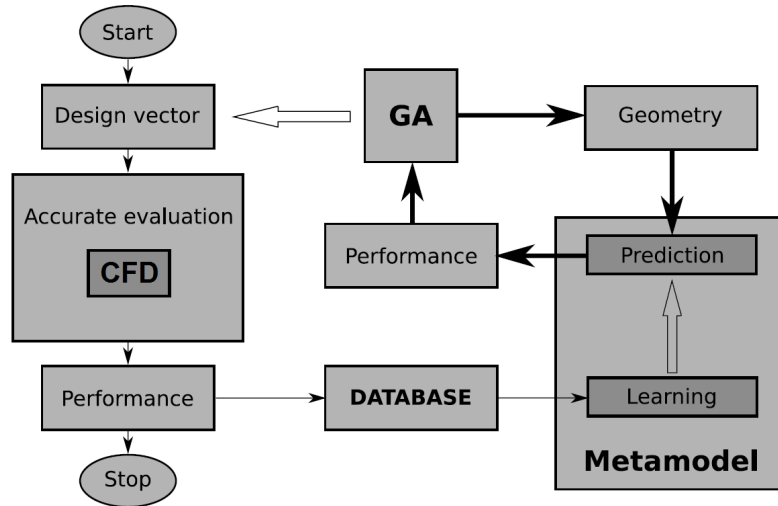 Start
Design vector
Accurate evaluation
CFD
Performance
Stop
GA
Geometry
Performance
Prediction
DATABASE
Learning
Metamodel